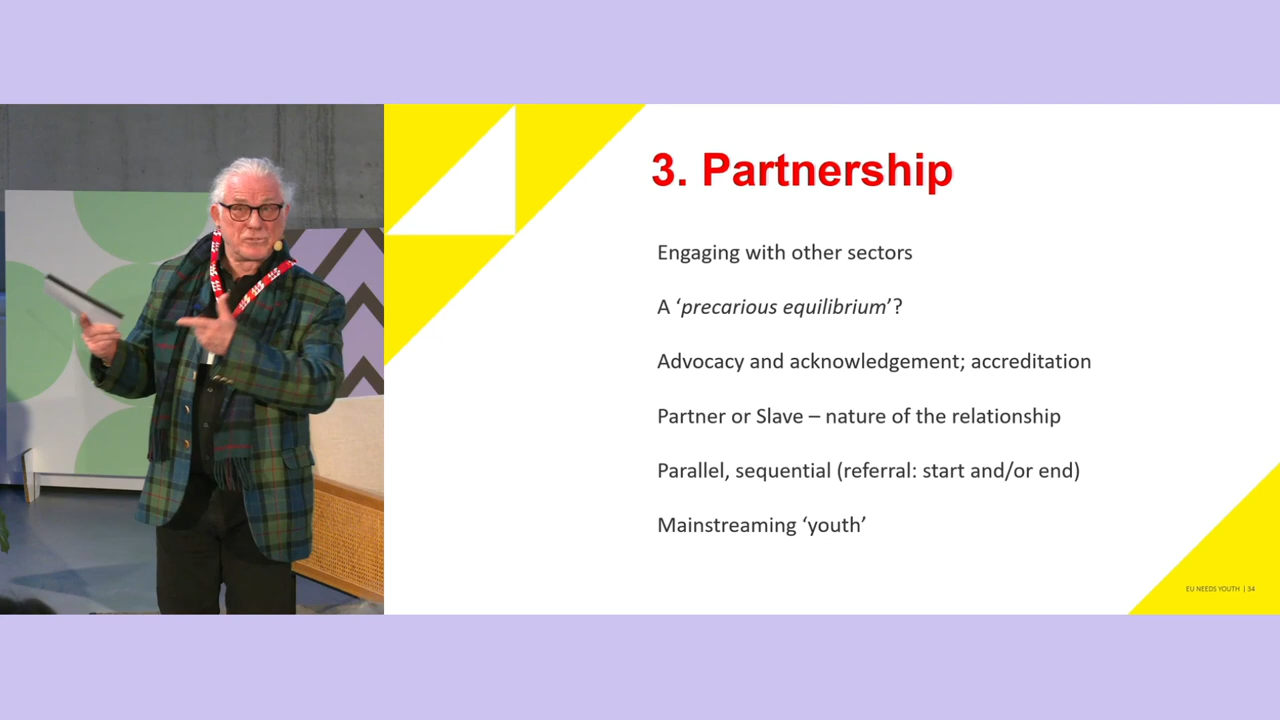 3. Partnership
Engaging with other sectors
A ‘precarious equilibrium’?
Advocacy and acknowledgement; accreditation
Partner or Slave – nature of the relationship
Parallel, sequential (referral: start and/or end)
Mainstreaming ‘youth’
EU NEEDS YOUTH | 34